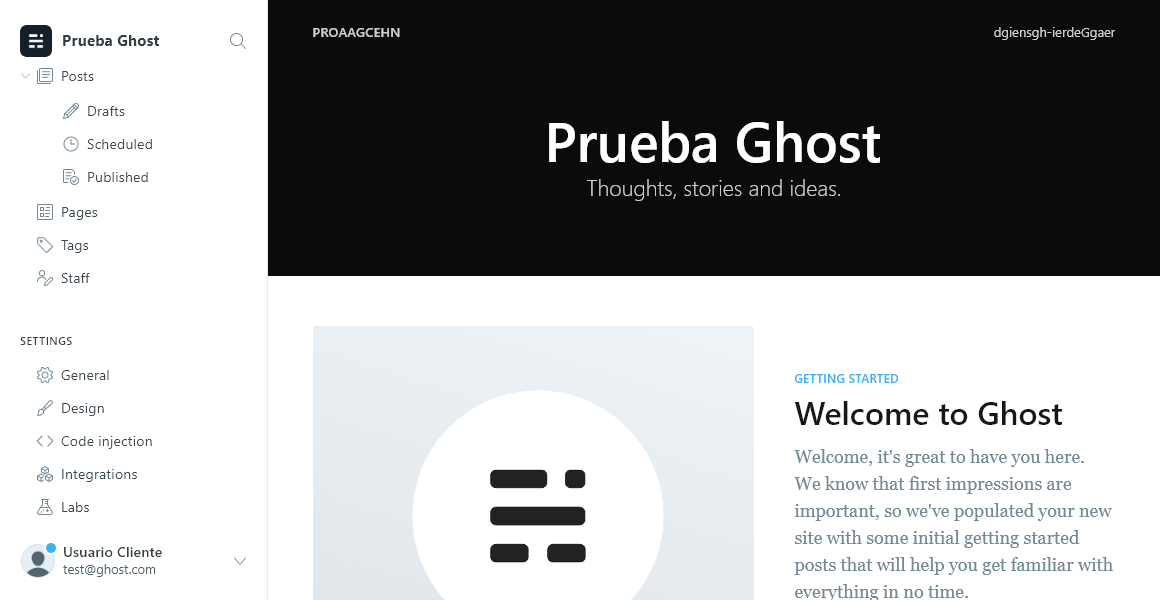 Prueba Ghost
Posts
Drafts
Scheduled
Published
Pages
Tags
Staff
SETTINGS
General
Design
Code injection
Integrations
Labs
Usuario Cliente
test@ghost.com
PROAAGCEHN
dgiensgh-ierdeGgaer
Prueba Ghost
Thoughts, stories and ideas.
GETTING STARTED
Welcome to Ghost
Welcome, it's great to have you here.
We know that first impressions are
important, so we've populated your new
site with some initial getting started
posts that will help you get familiar with
everything in no time.